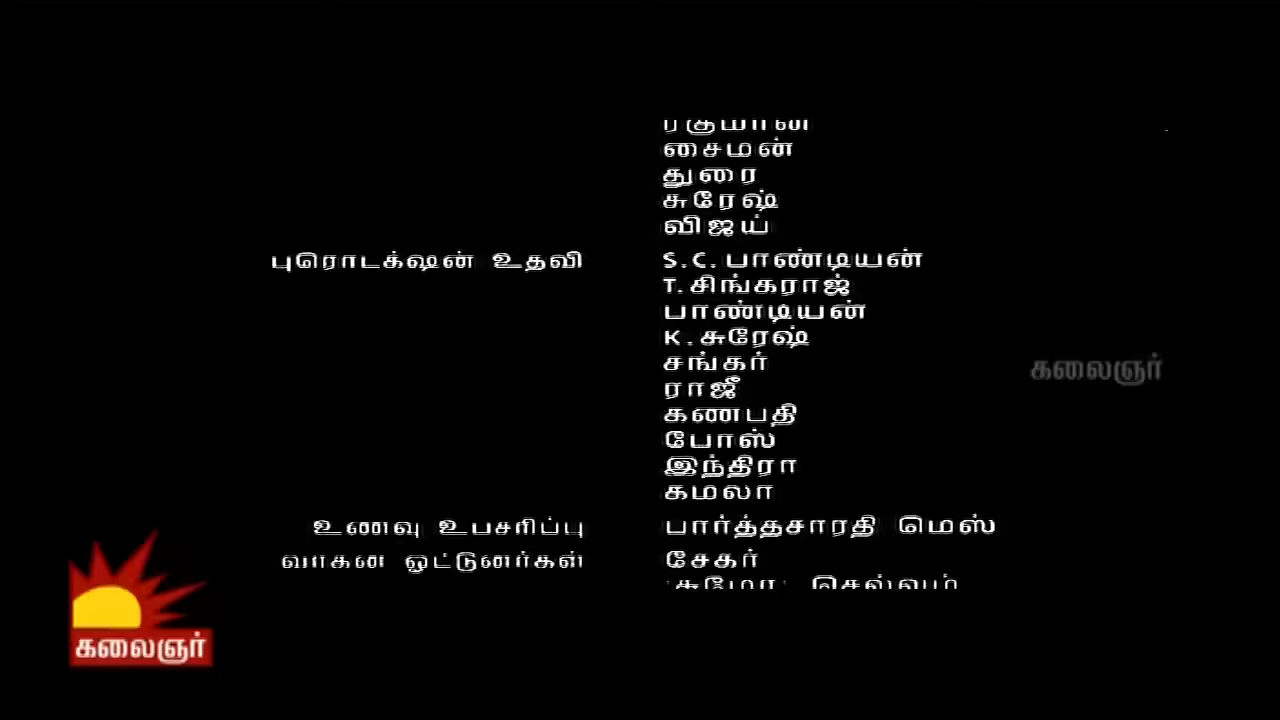 சைமன்
துரை
சுரேஷ்
விஜய்
புரொடக்ஷன் உதவி S.C.பாண்டியன்
T.சிங்கராஜ்
பாண்டியன்
K.சுரேஷ்
சங்கர்
ராஜீ
கணபதி
போஸ்
இந்திரா
கமலா
உணவு உபசரிப்பு பார்த்தசாரதி மெஸ்
வாகன ஓட்டுனர்கள் சேகர்
கலைஞர்
கலைஞர்